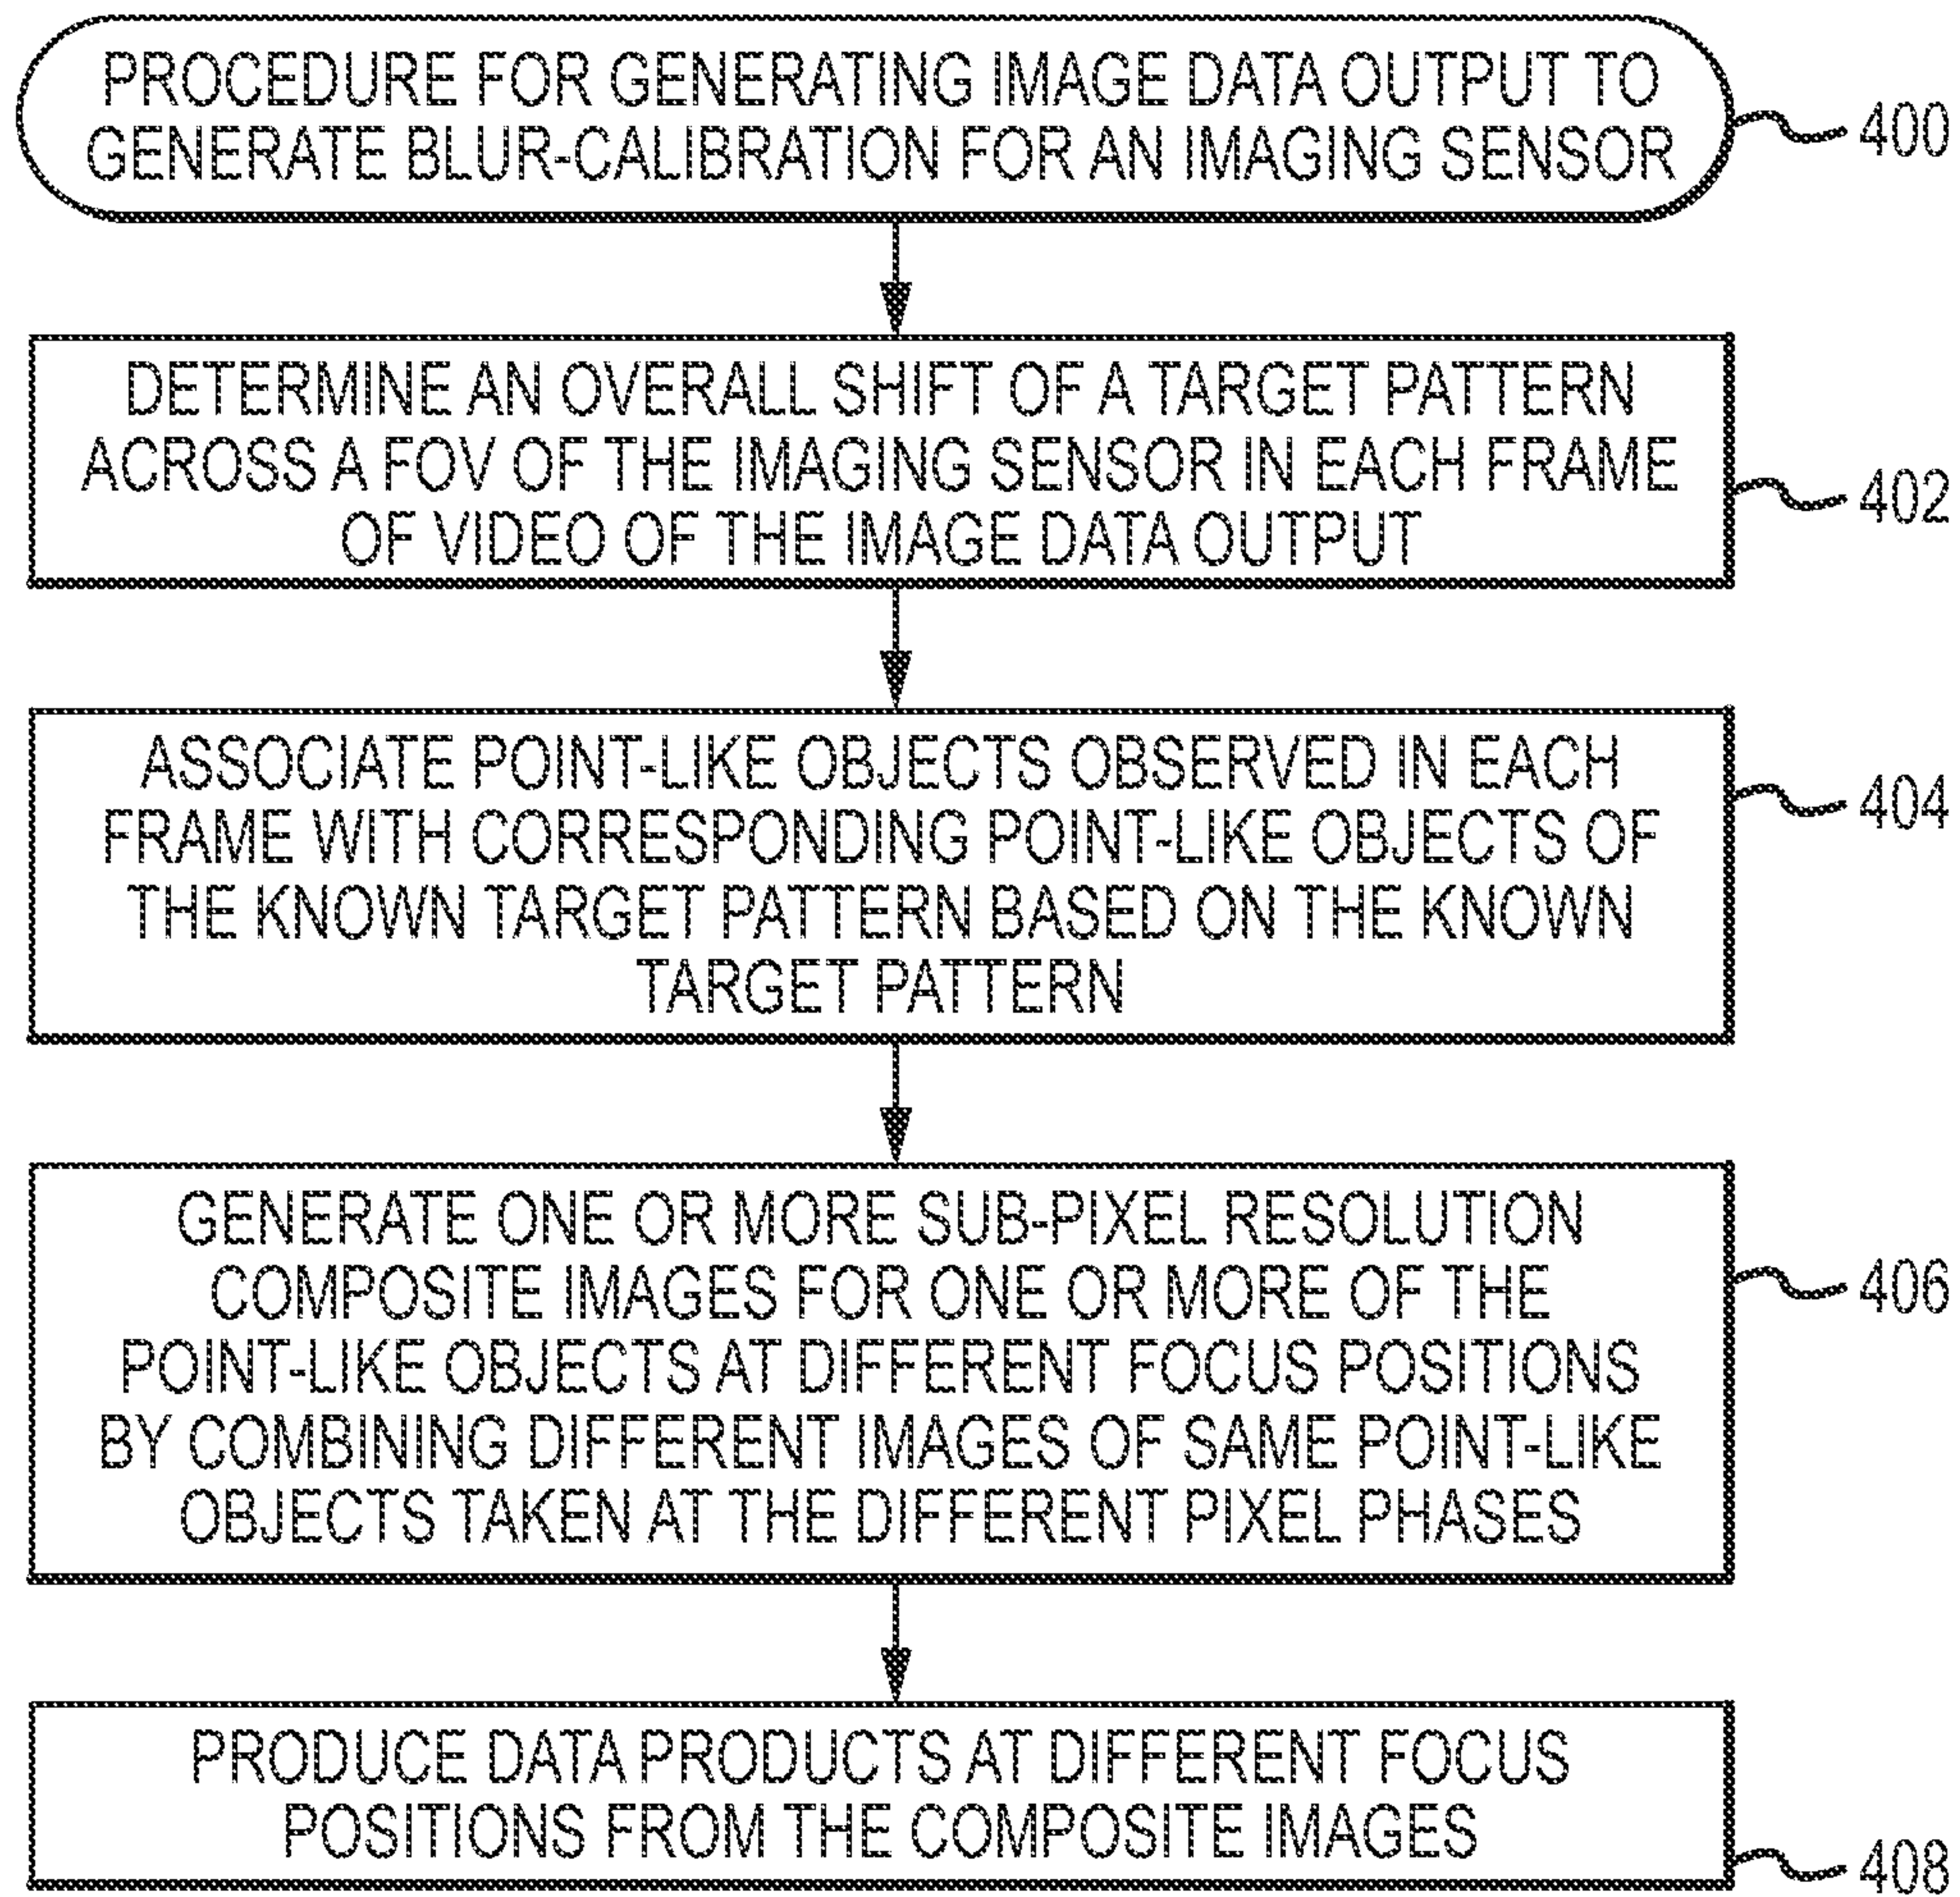 PROCEDURE FOR GENERATING IMAGE DATA OUTPUT TO
GENERATE BLUR-CALIBRATION FOR AN IMAGING SENSOR
400
DETERMINE AN OVERALL SHIFT OF A TARGET PATTERN
ACROSS A FOV OF THE IMAGING SENSOR IN EACH FRAME
OF VIDEO OF THE IMAGE DATA OUTPUT
402
ASSOCIATE POINT-LIKE OBJECTS OBSERVED IN EACH
FRAME WITH CORRESPONDING POINT-LIKE OBJECTS OF
THE KNOWN TARGET PATTERN BASED ON THE KNOWN
TARGET PATTERN
404
GENERATE ONE OR MORE SUB-PIXEL RESOLUTION
COMPOSITE IMAGES FOR ONE OR MORE OF THE
POINT-LIKE OBJECTS AT DIFFERENT FOCUS POSITIONS
BY COMBINING DIFFERENT IMAGES OF SAME POINT-LIKE
OBJECTS TAKEN AT THE DIFFERENT PIXEL PHASES
406
PRODUCE DATA PRODUCTS AT DIFFERENT FOCUS
POSITIONS FROM THE COMPOSITE IMAGES
408